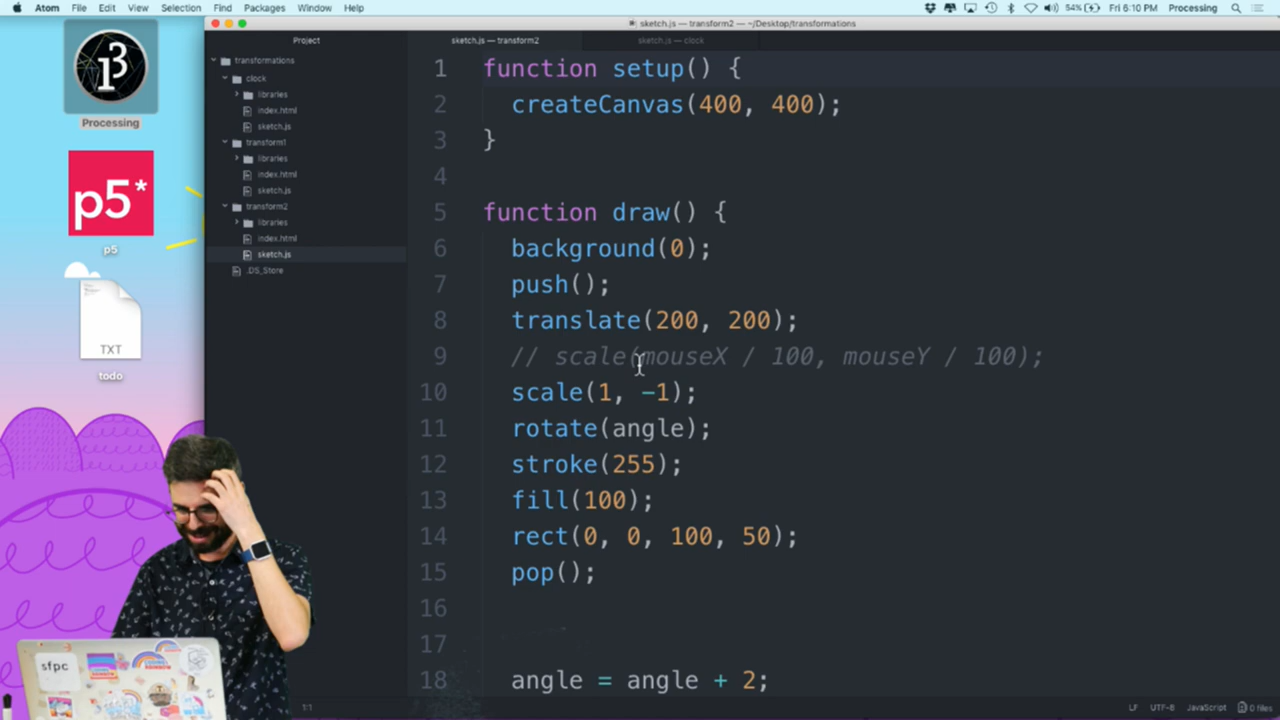 Atom File Edit View Selection Find Packages Window Help 54% Fri 6:10 PM Processing
sketch.js — transform2 — ~/Desktop/transformations
Project
sketch.js — transform2
sketch.js — clock
transformations
clock
libraries
index.html
sketch.js
transform1
libraries
index.html
sketch.js
transform2
libraries
index.html
sketch.js
.DS_Store
13
Processing
p5*
p5
TXT
todo
1 function setup() {
2 createCanvas(400, 400);
3 }
4
5 function draw() {
6 background(0);
7 push();
8 translate(200, 200);
9 // scale(mouseX / 100, mouseY / 100);
10 scale(1, -1);
11 rotate(angle);
12 stroke(255);
13 fill(100);
14 rect(0, 0, 100, 50);
15 pop();
16
17
18 angle = angle + 2;
sfpc
1:1
LF UTF-8 JavaScript 0 files